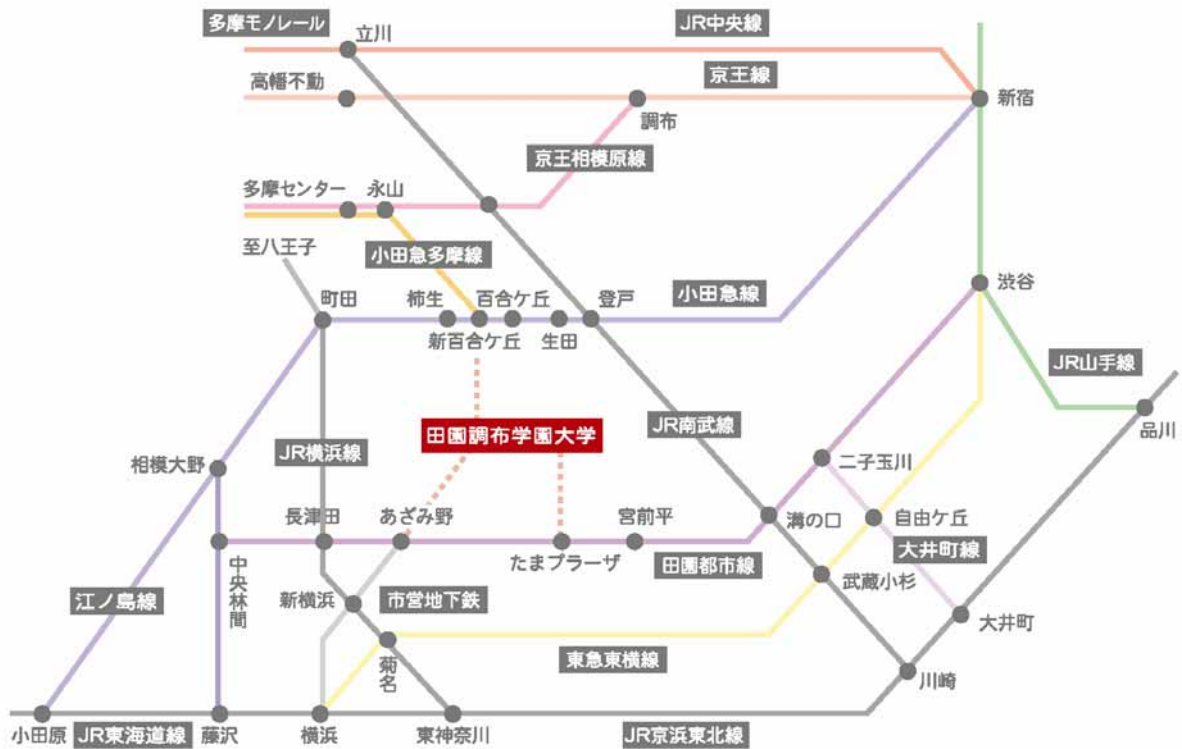 多摩モノレール
立川
JR中央線
高幡不動
京王線
新宿
調布
京王相模原線
多摩センター
永山
至八王子
小田急多摩線
町田
柿生
百合ケ丘
登戸
小田急線
渋谷
新百合ケ丘
生田
JR山手線
品川
田園調布学園大学
JR南武線
JR横浜線
相模大野
二子玉川
長津田
あざみ野
宮前平
溝の口
自由ケ丘
たまプラーザ
田園都市線
大井町線
中央林間
武蔵小杉
江ノ島線
新横浜
市営地下鉄
大井町
菊名
東急東横線
川崎
小田原
JR東海道線
藤沢
横浜
東神奈川
JR京浜東北線